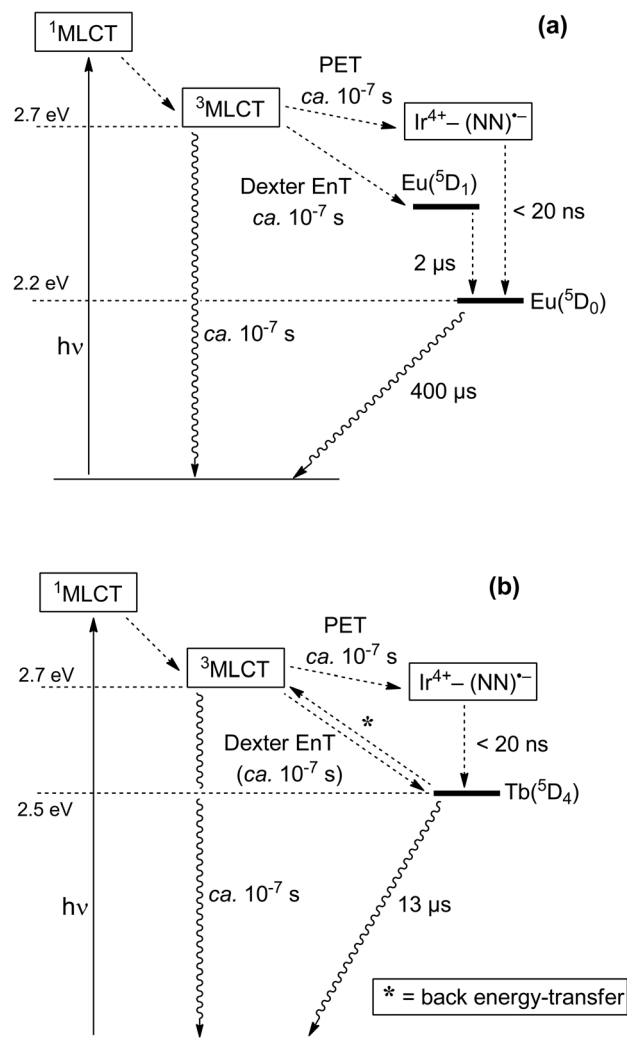 (a)
¹MLCT
PET
ca. 10⁻⁷ s
2.7 eV
³MLCT
Ir⁴⁺– (NN)•–
Dexter EnT
ca. 10⁻⁷ s
Eu(⁵D₁)
< 20 ns
2 µs
2.2 eV
Eu(⁵D₀)
hν
ca. 10⁻⁷ s
400 µs
(b)
¹MLCT
PET
ca. 10⁻⁷ s
2.7 eV
³MLCT
Ir⁴⁺– (NN)•–
*
Dexter EnT
(ca. 10⁻⁷ s)
< 20 ns
2.5 eV
Tb(⁵D₄)
hν
ca. 10⁻⁷ s
13 µs
* = back energy-transfer